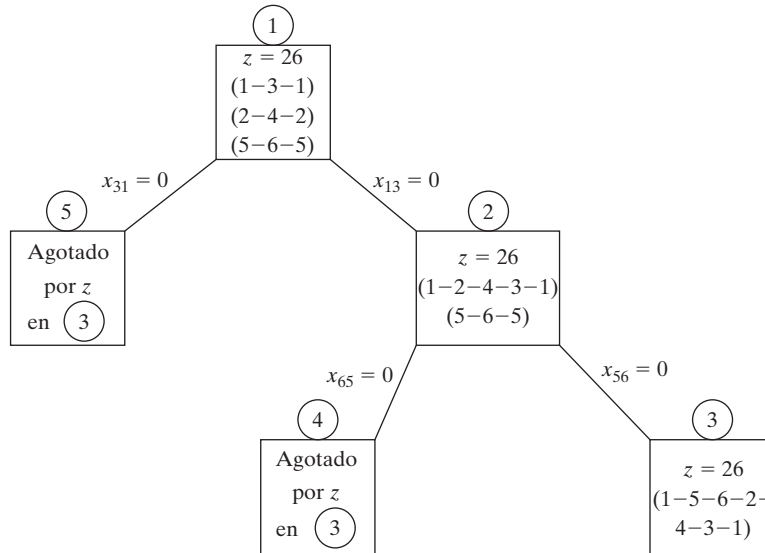 1
z = 26
(1−3−1)
(2−4−2)
(5−6−5)
x₃₁ = 0
x₁₃ = 0
5
Agotado
por z
en 3
2
z = 26
(1−2−4−3−1)
(5−6−5)
x₆₅ = 0
x₅₆ = 0
4
Agotado
por z
en 3
3
z = 26
(1−5−6−2−
4−3−1)